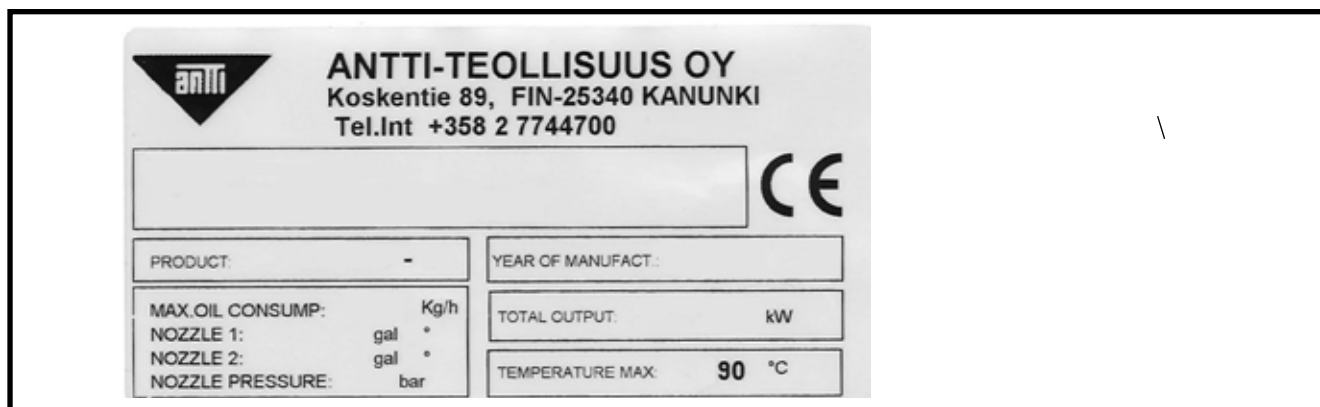 antti
ANTTI-TEOLLISUUS OY
Koskentie 89, FIN-25340 KANUNKI
Tel.Int +358 2 7744700
\
CE
PRODUCT: -
YEAR OF MANUFACT.:
MAX.OIL CONSUMP: Kg/h
NOZZLE 1: gal °
NOZZLE 2: gal °
NOZZLE PRESSURE: bar
TOTAL OUTPUT: kW
TEMPERATURE MAX: 90 °C